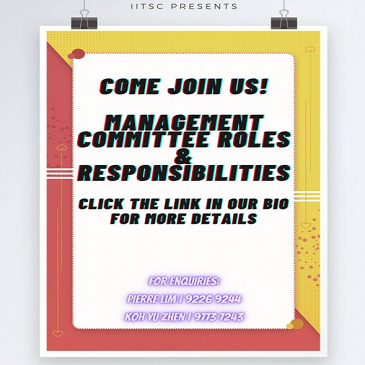 IITSC PRESENTS
COME JOIN US!
MANAGEMENT
COMMITTEE ROLES
&
RESPONSIBILITIES
CLICK THE LINK IN OUR BIO
FOR MORE DETAILS
FOR ENQUIRIES:
PIERRE LIM | 9226 9244
KOH YU ZHEN | 9773 7243